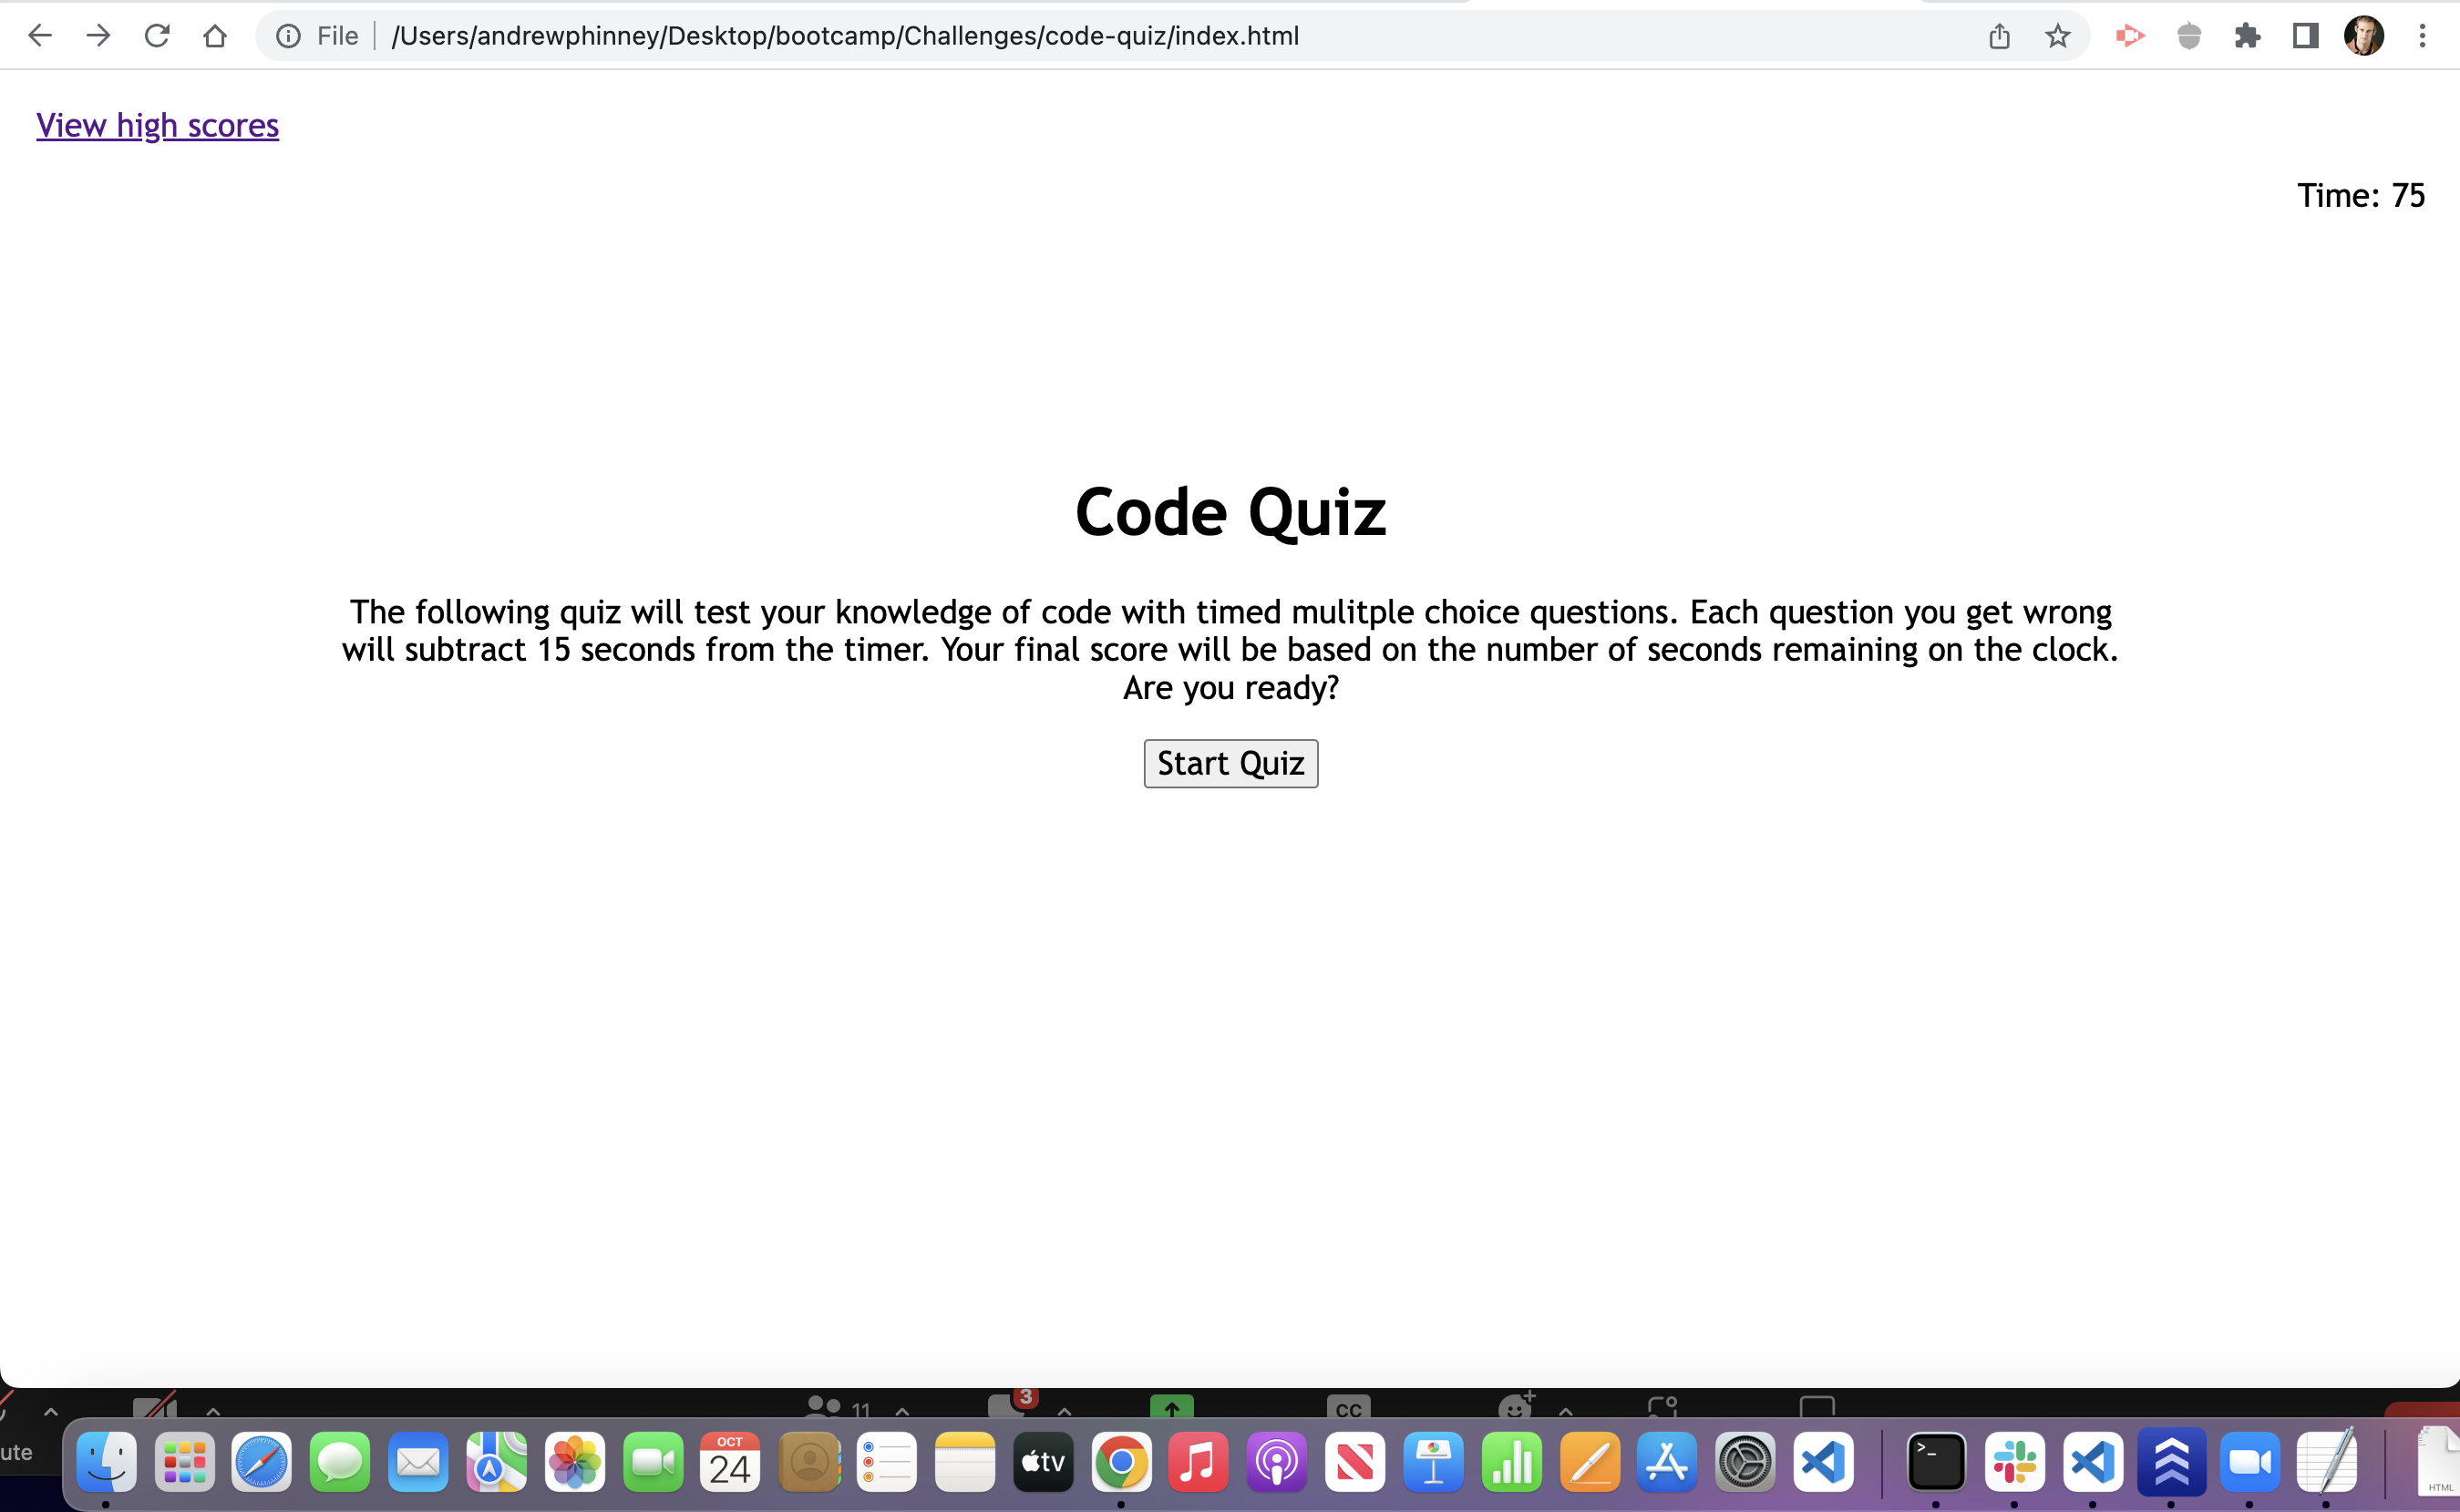 File | /Users/andrewphinney/Desktop/bootcamp/Challenges/code-quiz/index.html
View high scores
Time: 75
Code Quiz
The following quiz will test your knowledge of code with timed mulitple choice questions. Each question you get wrong
will subtract 15 seconds from the timer. Your final score will be based on the number of seconds remaining on the clock.
Are you ready?
Start Quiz
11
3
CC
ute
OCT
24
tv
>_
HTML